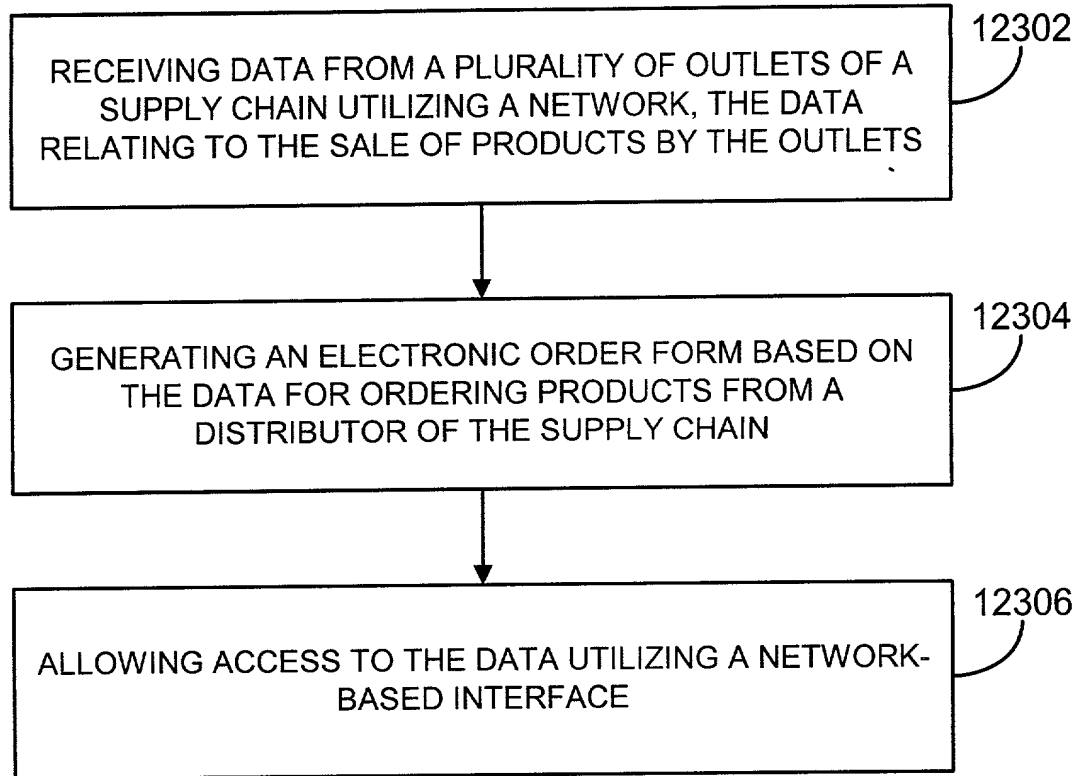 12302
RECEIVING DATA FROM A PLURALITY OF OUTLETS OF A
SUPPLY CHAIN UTILIZING A NETWORK, THE DATA
RELATING TO THE SALE OF PRODUCTS BY THE OUTLETS
12304
GENERATING AN ELECTRONIC ORDER FORM BASED ON
THE DATA FOR ORDERING PRODUCTS FROM A
DISTRIBUTOR OF THE SUPPLY CHAIN
12306
ALLOWING ACCESS TO THE DATA UTILIZING A NETWORK-
BASED INTERFACE